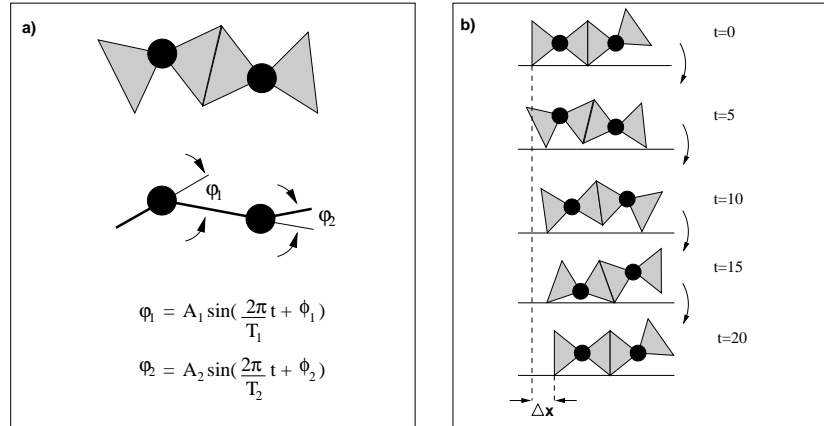 a)
φ1
φ2
φ1 = A1 sin( 2π/T1 t + ϕ1)
φ2 = A2 sin( 2π/T2 t + ϕ2)
b)
t=0
t=5
t=10
t=15
t=20
△x